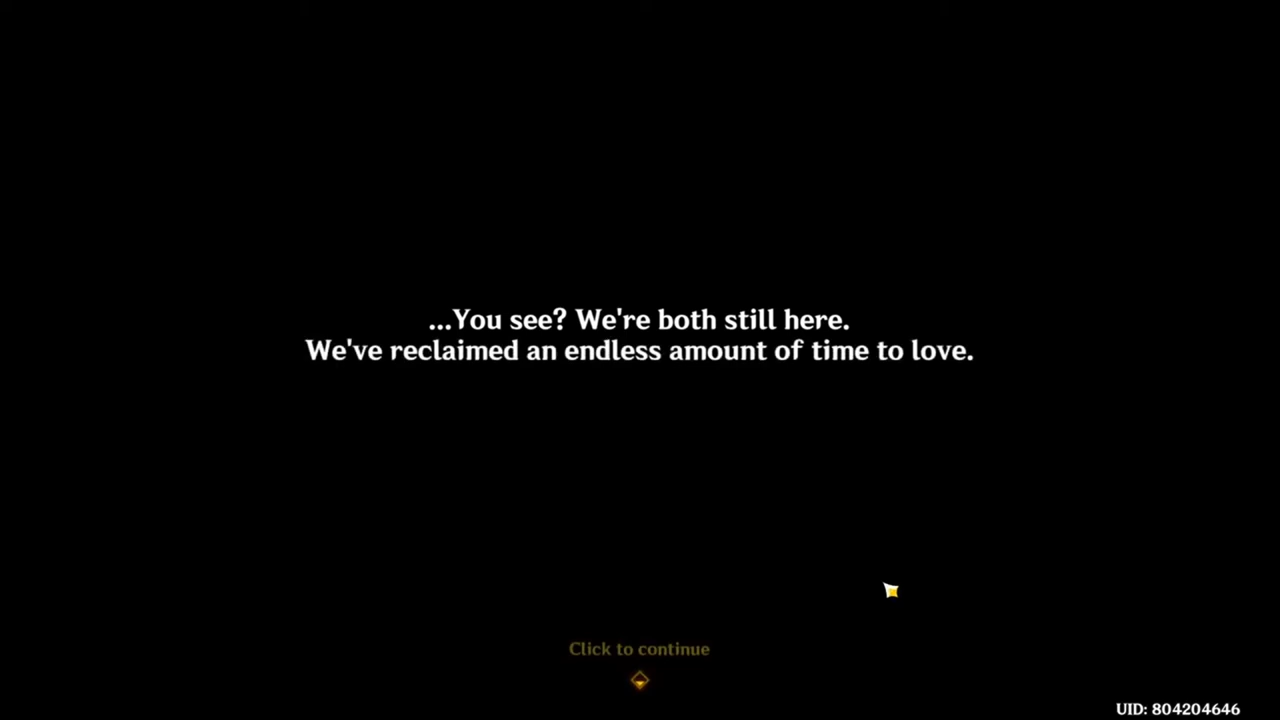 ...You see? We're both still here.
We've reclaimed an endless amount of time to love.
Click to continue
UID: 804204646